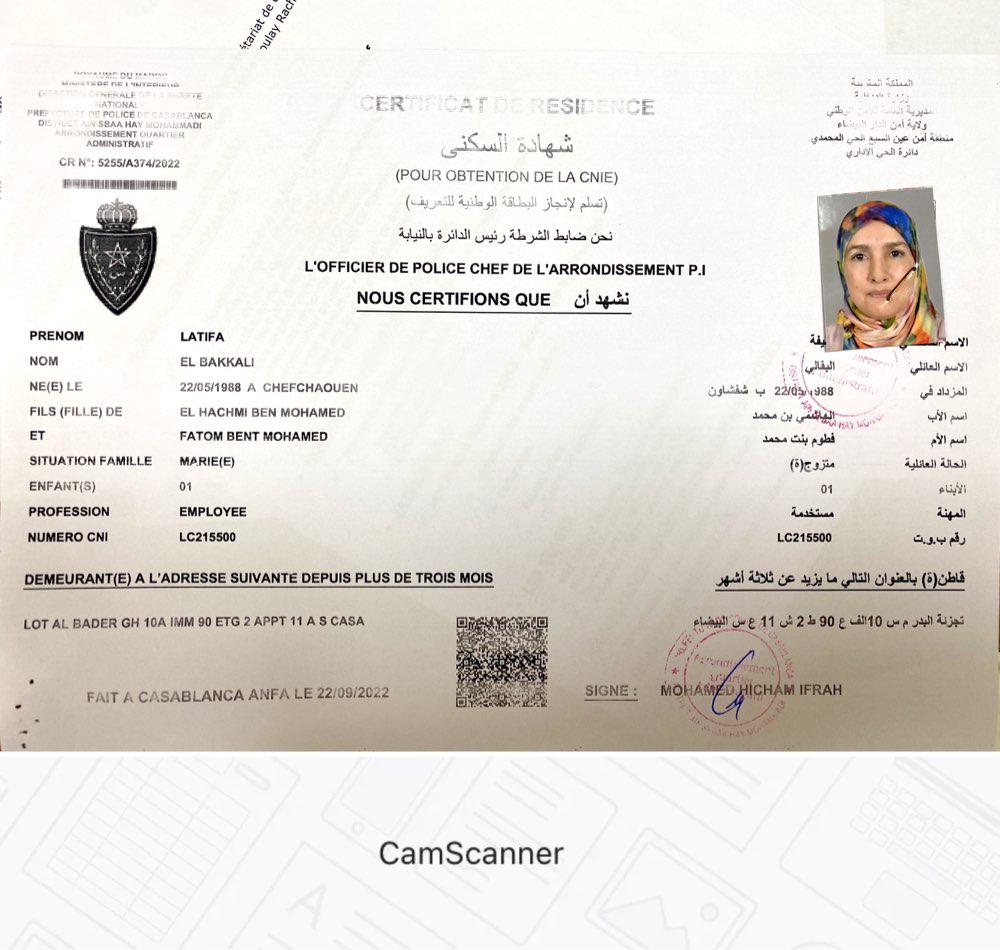 étariat de
oulay Rach
ROYAUME DU MAROC
MINISTERE DE L'INTERIEUR
DIRECTION GENERALE DE LA SURETE
NATIONALE
PREFECTURE DE POLICE DE CASABLANCA
DISTRICT AIN SBAA HAY MOHAMMADI
ARRONDISSEMENT QUARTIER
ADMINISTRATIF
CR N°: 5255/A374/2022
المملكة المغربية
المديرية العامة للأمن الوطني
ولاية أمن الدار البيضاء
منطقة أمن عين السبع الحي المحمدي
دائرة الحي الاداري
CERTIFICAT DE RESIDENCE
شهادة السكنى
(POUR OBTENTION DE LA CNIE)
(تسلم لإنجاز البطاقة الوطنية للتعريف)
نحن ضابط الشرطة رئيس الدائرة بالنيابة
L'OFFICIER DE POLICE CHEF DE L'ARRONDISSEMENT P.I
NOUS CERTIFIONS QUE نشهد أن
PRENOM LATIFA يفة الاسم
NOM EL BAKKALI البقالي الاسم العائلي
NE(E) LE 22/05/1988 A CHEFCHAOUEN 22/05/1988 ب شفشاون المزداد في
FILS (FILLE) DE EL HACHMI BEN MOHAMED الهاشمي بن محمد اسم الأب
ET FATOM BENT MOHAMED فطوم بنت محمد اسم الأم
SITUATION FAMILLE MARIE(E) متزوج(ة) الحالة العائلية
ENFANT(S) 01 01 الأبناء
PROFESSION EMPLOYEE مستخدمة المهنة
NUMERO CNI LC215500 LC215500 رقم ب.و.ت
DEMEURANT(E) A L'ADRESSE SUIVANTE DEPUIS PLUS DE TROIS MOIS قاطن(ة) بالعنوان التالي ما يزيد عن ثلاثة أشهر
LOT AL BADER GH 10A IMM 90 ETG 2 APPT 11 A S CASA تجزئة البدر م س 10الف ع 90 ط 2 ش 11 ع س البيضاء
FAIT A CASABLANCA ANFA LE 22/09/2022 SIGNE : MOHAMED HICHAM IFRAH
CamScanner